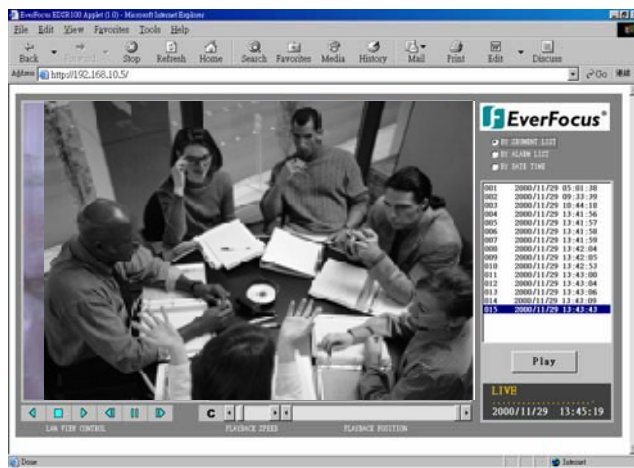 EverFocus EDSR100 Applet (1.0) - Microsoft Internet Explorer
File Edit View Favorites Tools Help
Back Forward Stop Refresh Home Search Favorites Media History Mail Print Edit Discuss
Address http://192.168.10.5/ Go 連結
EverFocus®
BY SEGMENT LIST
BY ALARM LIST
BY DATE TIME
001 2000/11/29 05:01:38
002 2000/11/29 09:33:39
003 2000/11/29 10:44:18
004 2000/11/29 13:41:56
005 2000/11/29 13:41:57
006 2000/11/29 13:41:58
007 2000/11/29 13:41:59
008 2000/11/29 13:42:04
009 2000/11/29 13:42:05
010 2000/11/29 13:42:53
011 2000/11/29 13:43:00
012 2000/11/29 13:43:04
013 2000/11/29 13:43:06
014 2000/11/29 13:43:09
015 2000/11/29 13:43:43
Play
LIVE
2000/11/29 13:45:19
C
LAN VIEW CONTROL PLAYBACK SPEED PLAYBACK POSITION
Done Internet